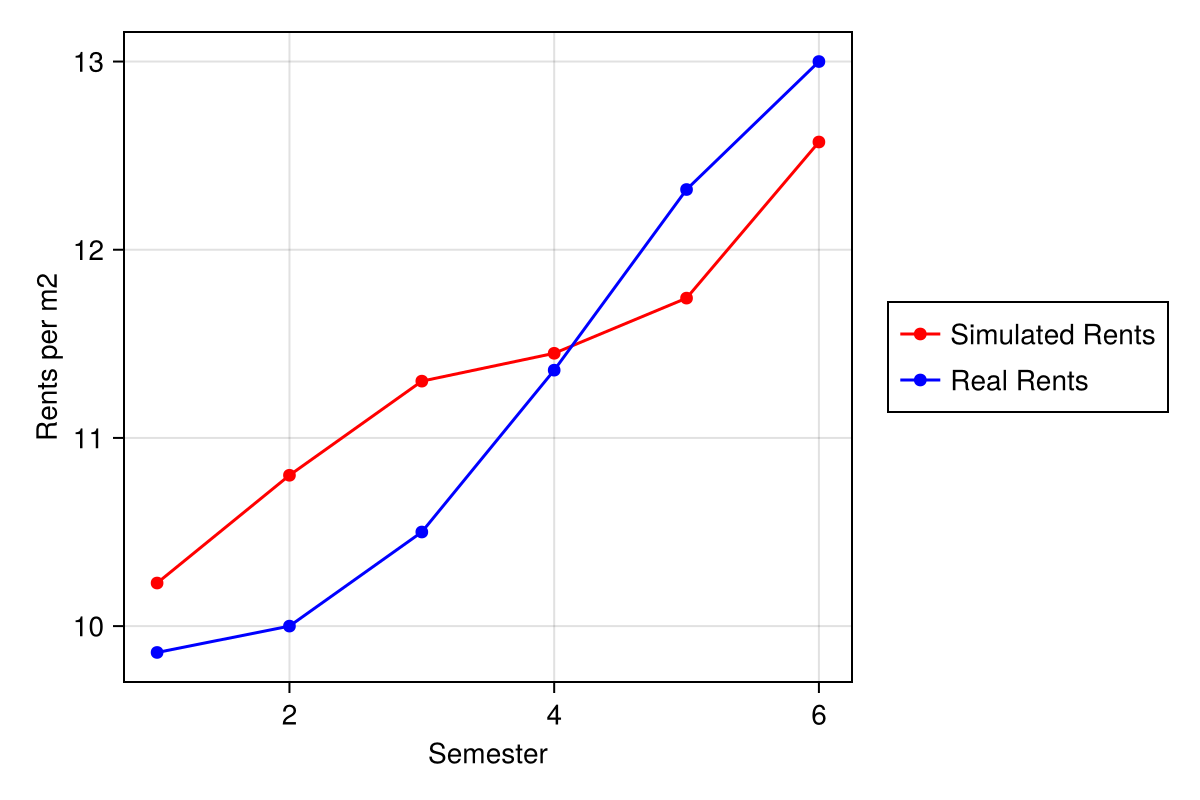 13
12
11
10
Rents per m2
2 4 6
Semester
Simulated Rents
Real Rents